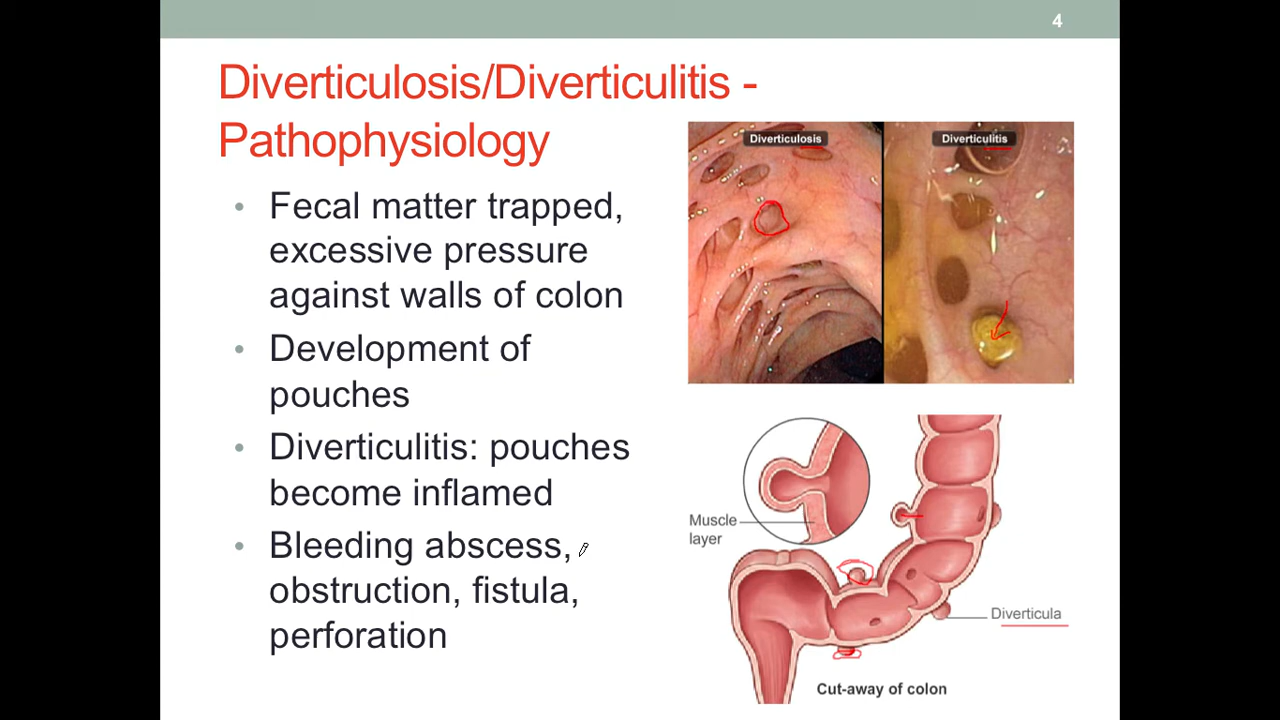 4
Diverticulosis/Diverticulitis -
Pathophysiology
• Fecal matter trapped,
excessive pressure
against walls of colon
• Development of
pouches
• Diverticulitis: pouches
become inflamed
• Bleeding abscess,
obstruction, fistula,
perforation
Diverticulosis
Diverticulitis
Muscle
layer
Diverticula
Cut-away of colon